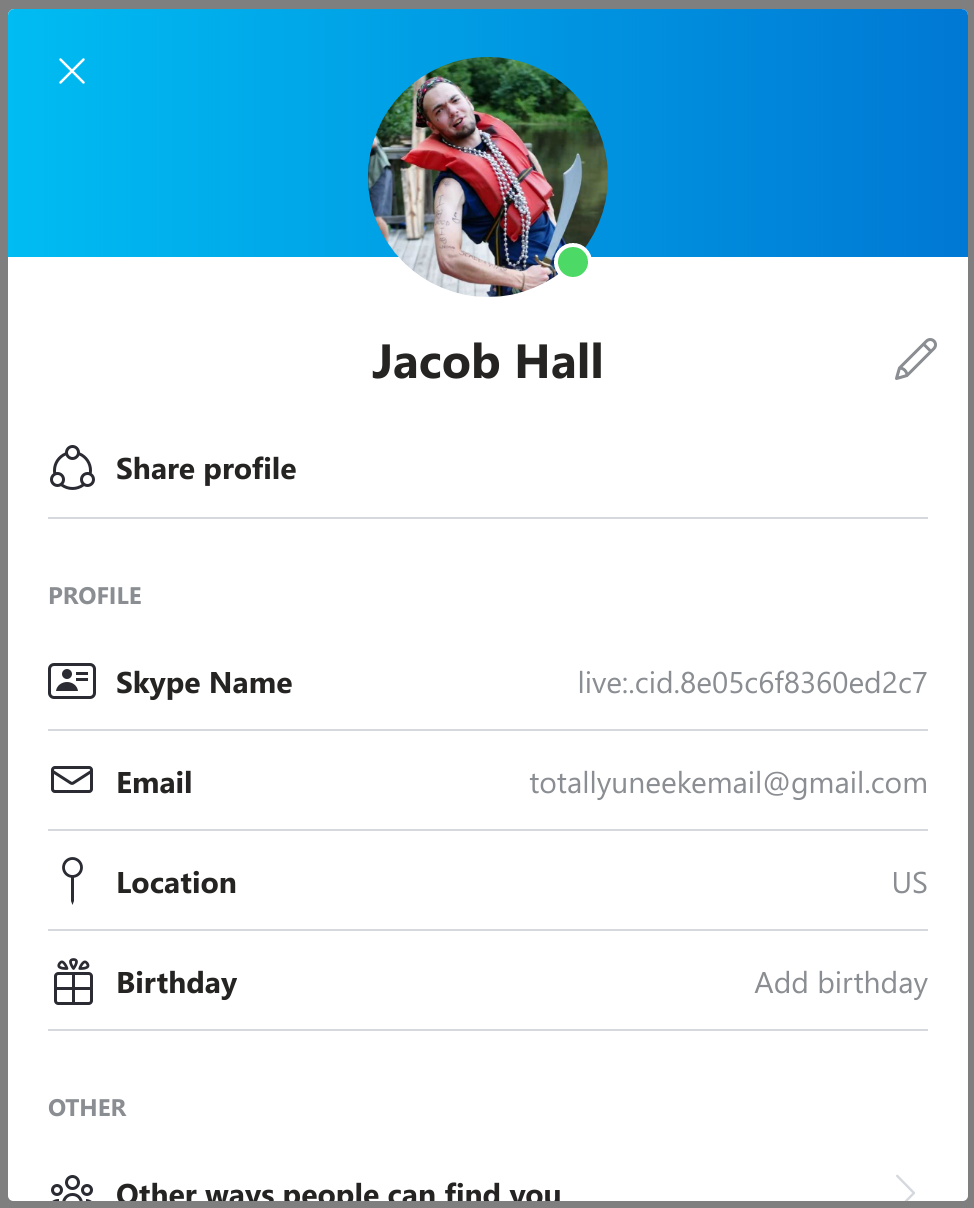 Jacob Hall
Share profile
PROFILE
Skype Name live:.cid.8e05c6f8360ed2c7
Email totallyuneekemail@gmail.com
Location US
Birthday Add birthday
OTHER
Other ways people can find you